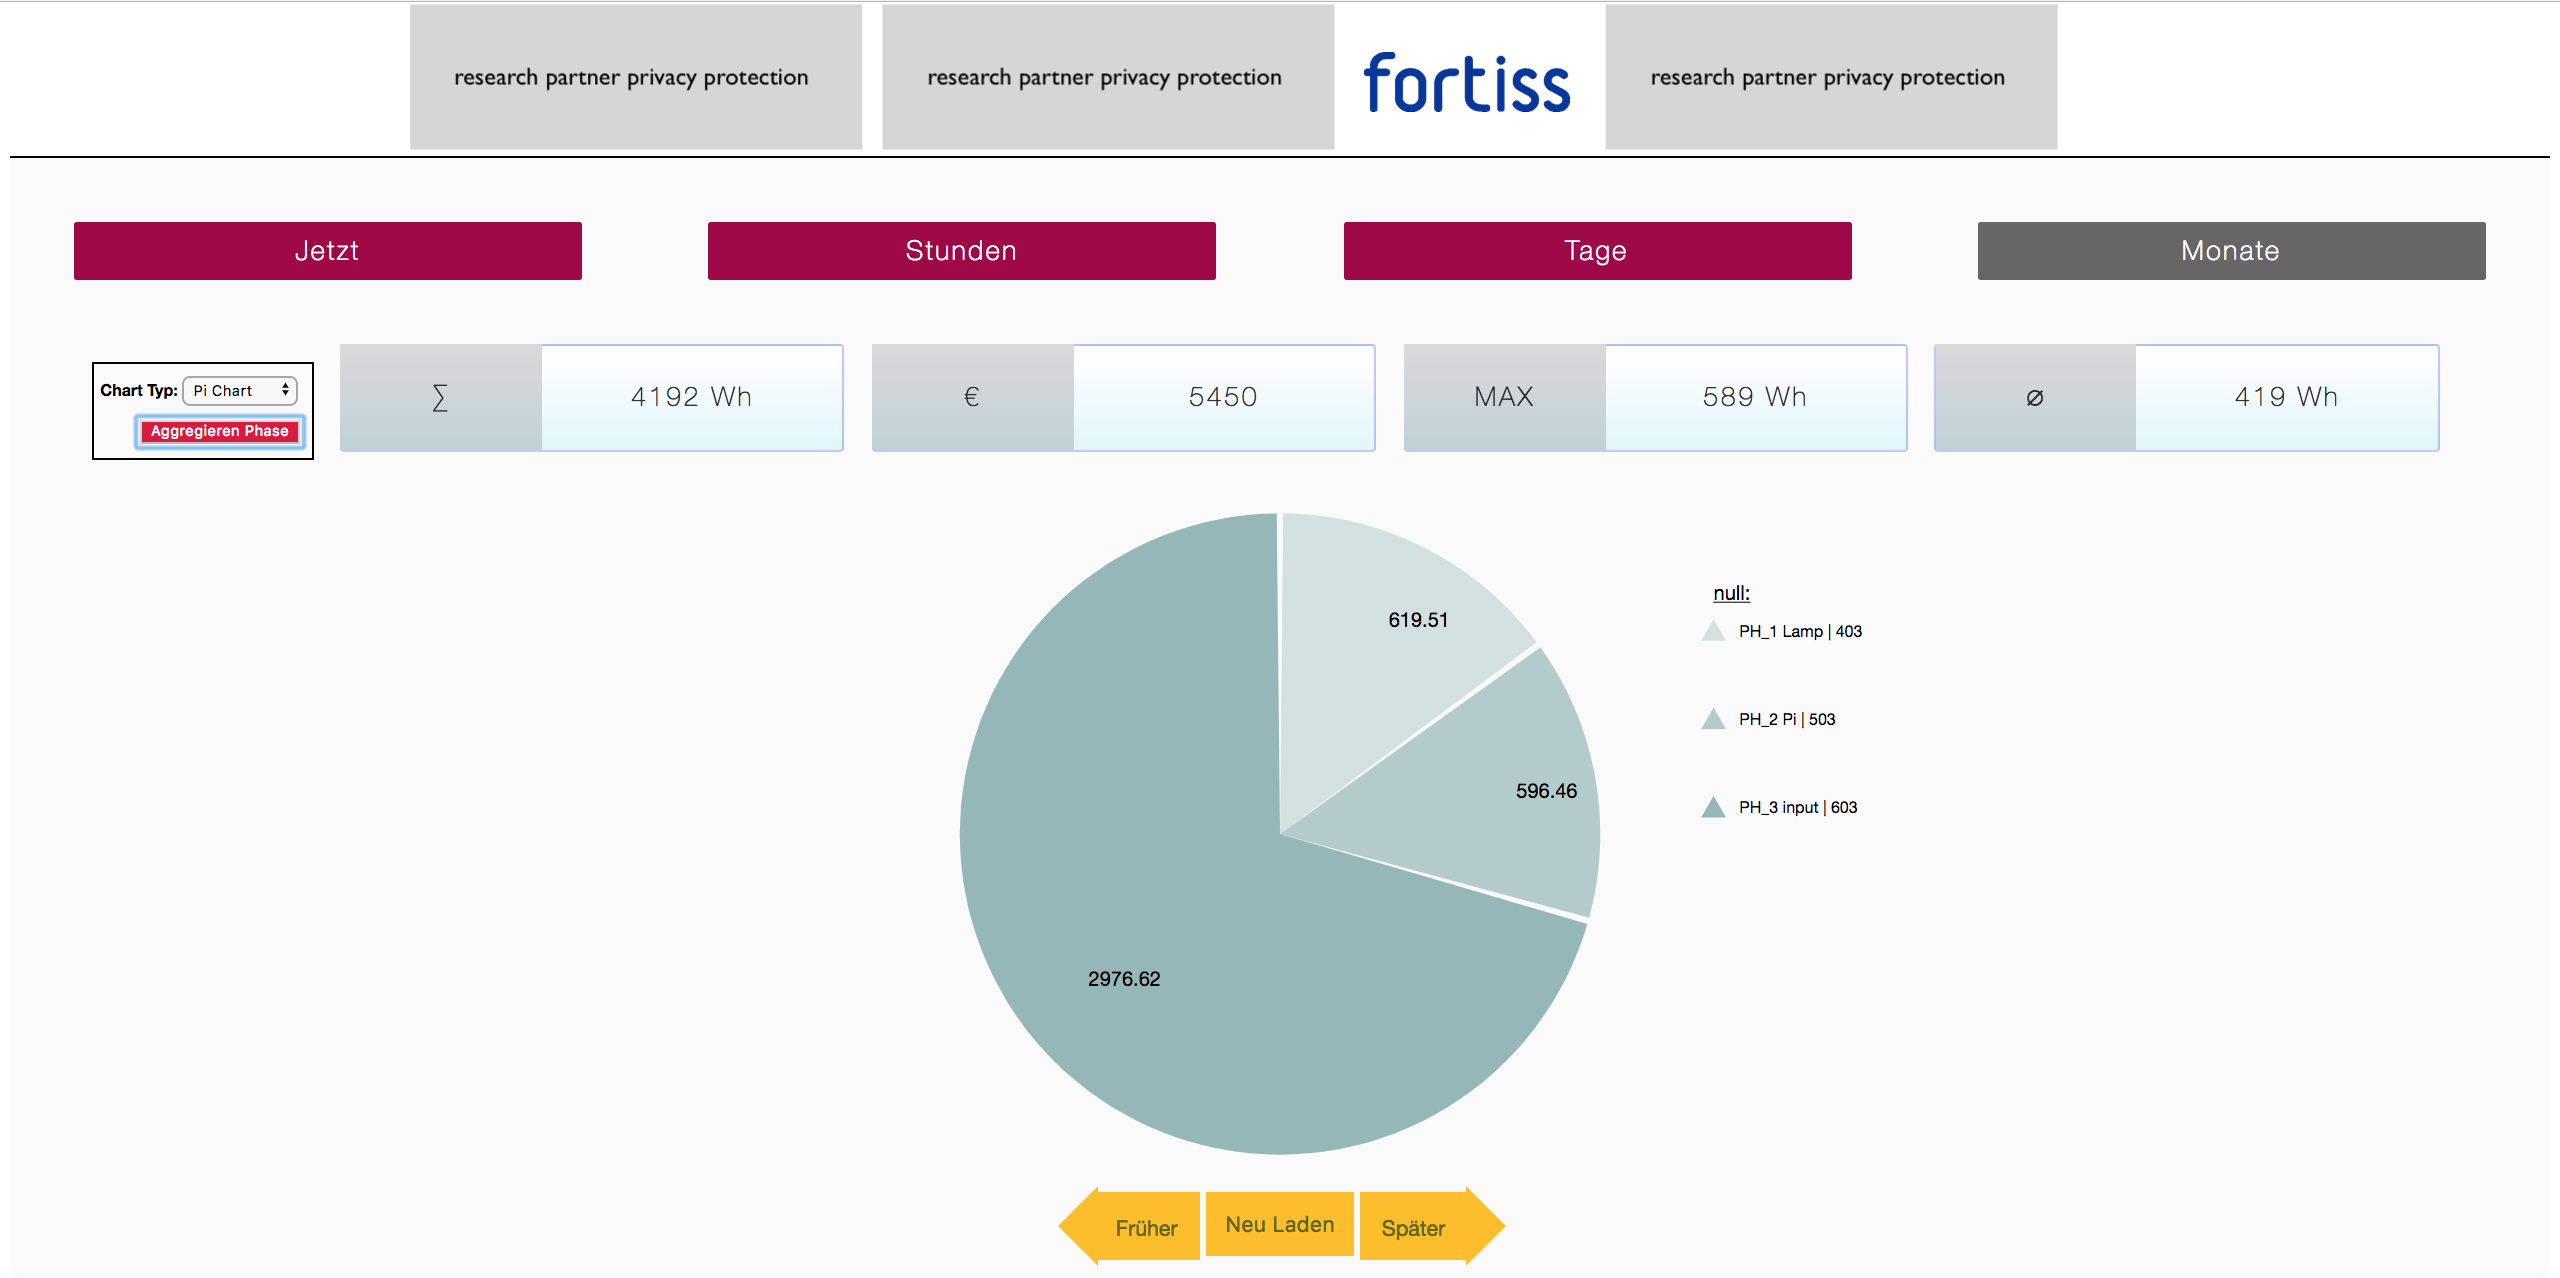 research partner privacy protection
research partner privacy protection
fortiss
research partner privacy protection
Jetzt
Stunden
Tage
Monate
Chart Typ: Pi Chart
Aggregieren Phase
∑
4192 Wh
€
5450
MAX
589 Wh
⌀
419 Wh
619.51
596.46
2976.62
null:
PH_1 Lamp | 403
PH_2 Pi | 503
PH_3 input | 603
Früher
Neu Laden
Später